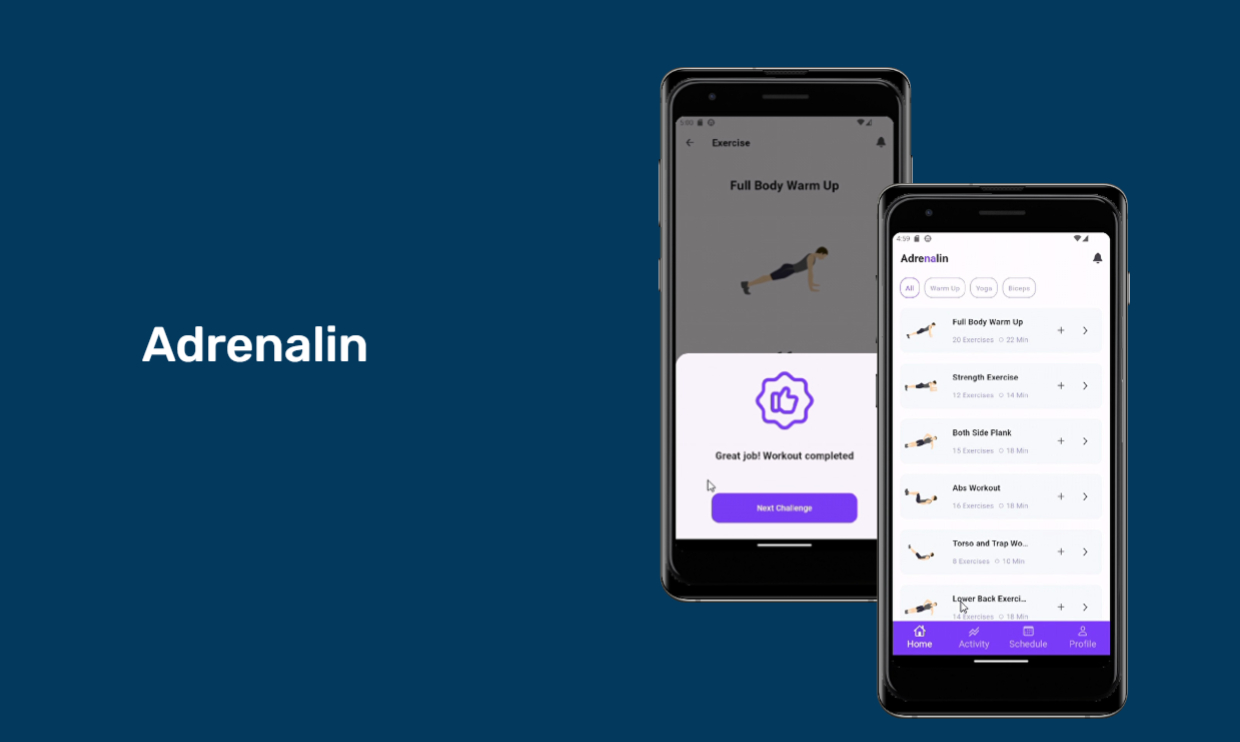 Adrenalin
5:00
Exercise
Full Body Warm Up
Great job! Workout completed
Next Challenge
4:59
Adrenalin
All Warm Up Yoga Biceps
Full Body Warm Up
20 Exercises 22 Min
Strength Exercise
12 Exercises 14 Min
Both Side Plank
15 Exercises 18 Min
Abs Workout
16 Exercises 18 Min
Torso and Trap Wo...
8 Exercises 10 Min
Lower Back Exerci...
14 Exercises 18 Min
Home Activity Schedule Profile